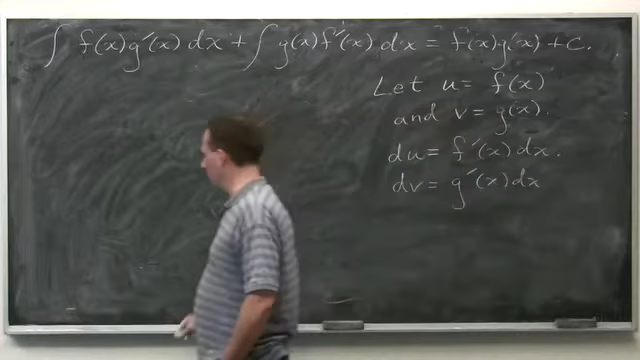 ∫ f(x)g'(x) dx + ∫ g(x)f'(x) dx = f(x)g(x) + c.
Let u = f(x)
and v = g(x).
du = f'(x) dx.
dv = g'(x) dx